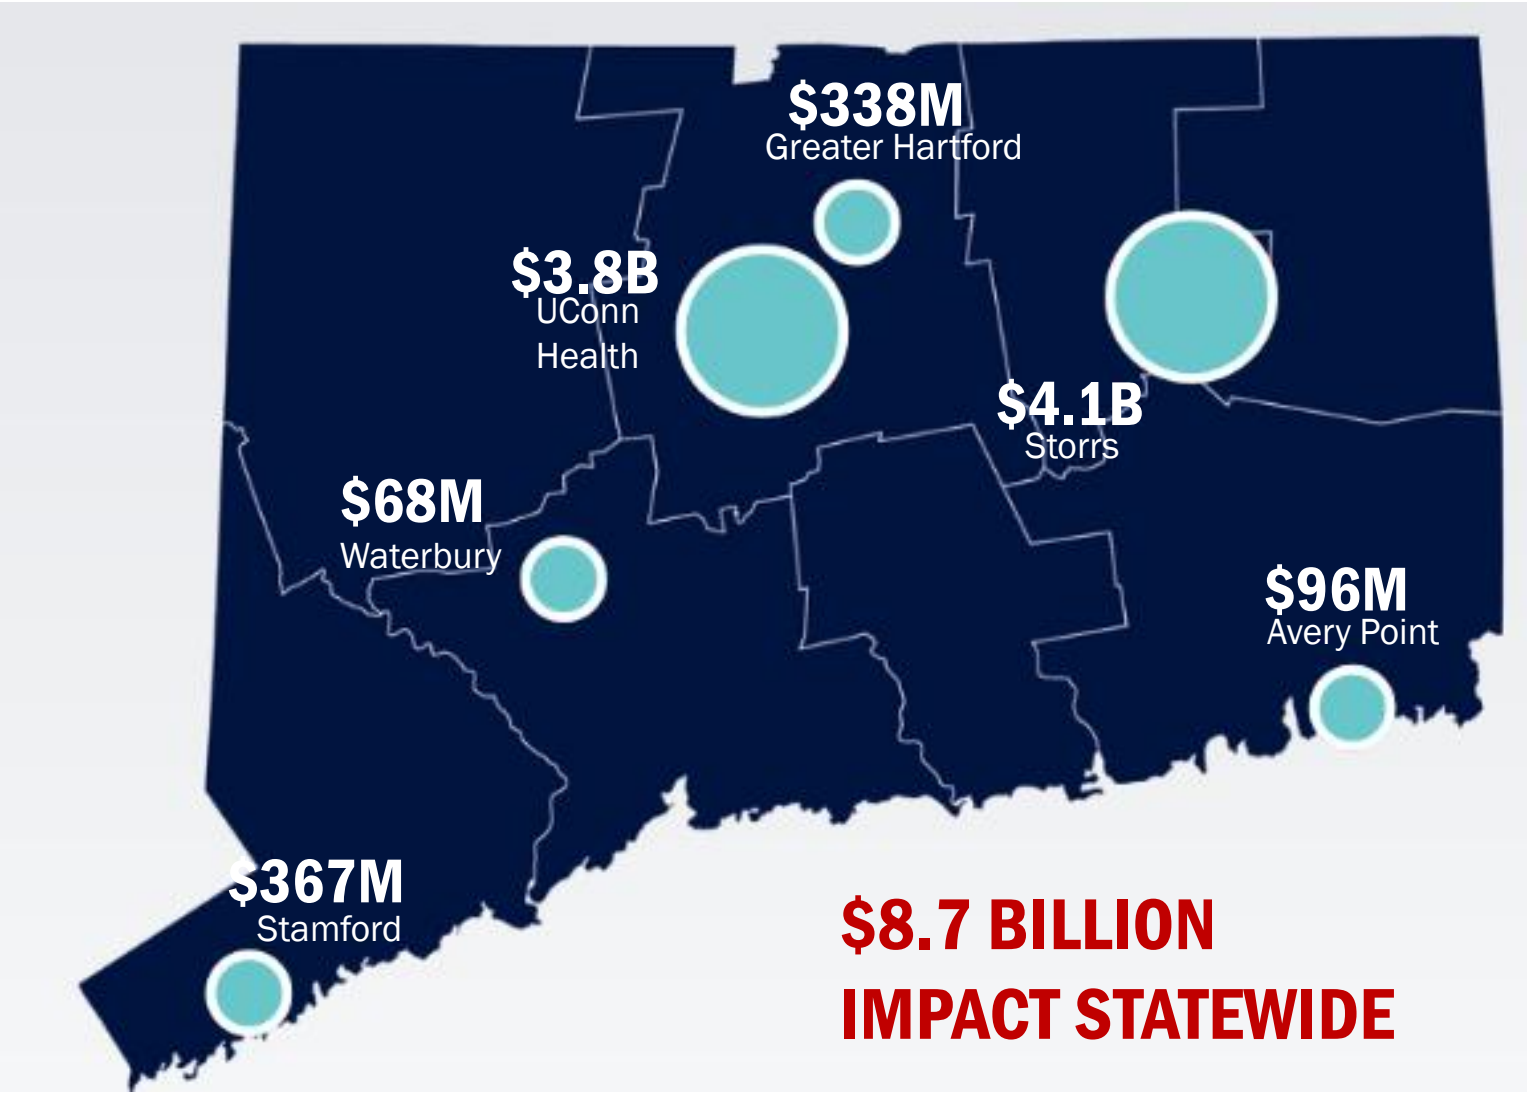 $338M
Greater Hartford
$3.8B
UConn
Health
$4.1B
Storrs
$68M
Waterbury
$96M
Avery Point
$367M
Stamford
$8.7 BILLION
IMPACT STATEWIDE